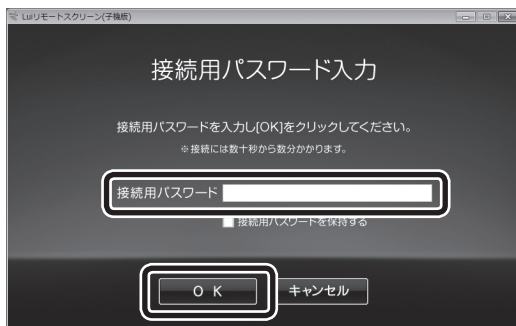 Luiリモートスクリーン(子機版)
接続用パスワード入力
接続用パスワードを入力し[OK]をクリックしてください。
※接続には数十秒から数分かかります。
接続用パスワード
接続用パスワードを保持する
O K
キャンセル